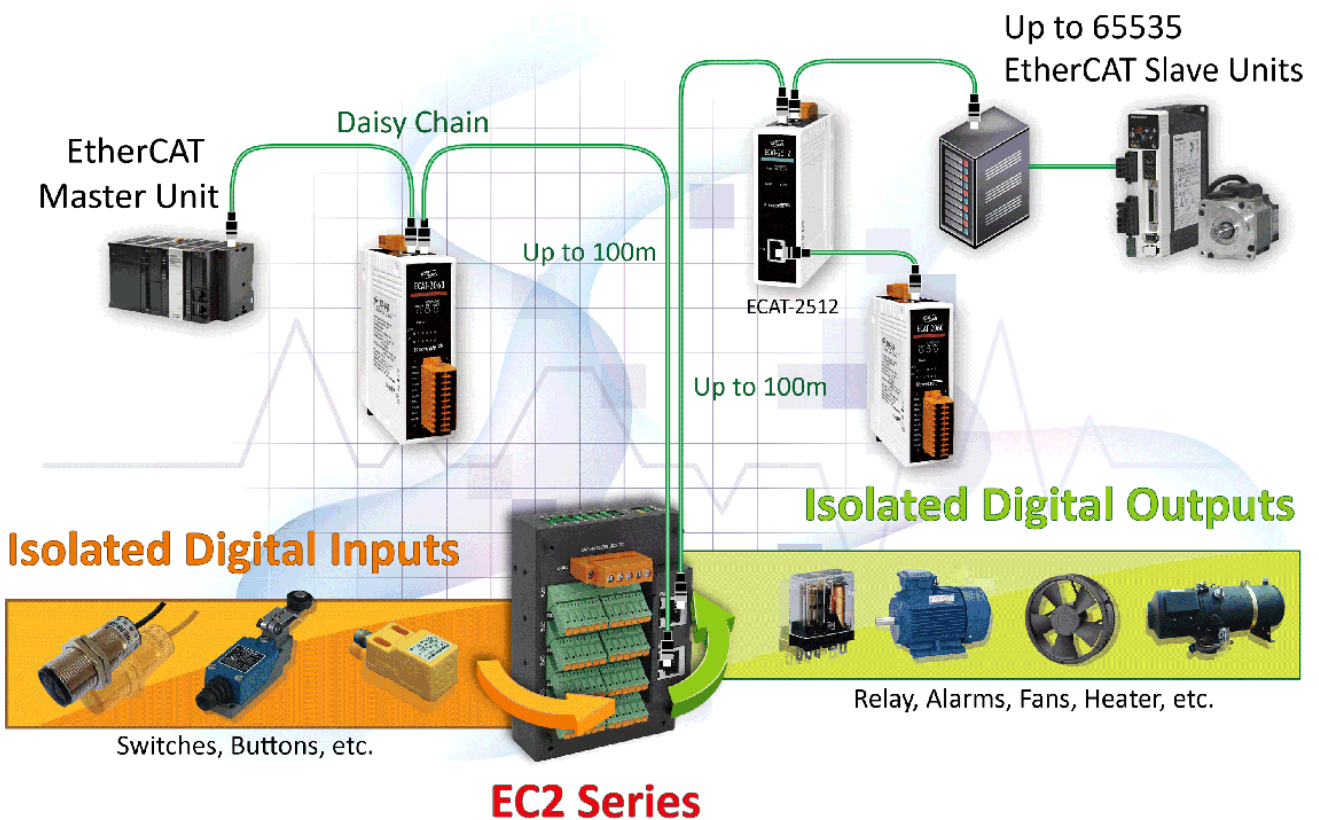 Up to 65535
EtherCAT Slave Units
Daisy Chain
EtherCAT
Master Unit
Up to 100m
ECAT-2512
Up to 100m
Isolated Digital Outputs
Isolated Digital Inputs
Relay, Alarms, Fans, Heater, etc.
Switches, Buttons, etc.
EC2 Series